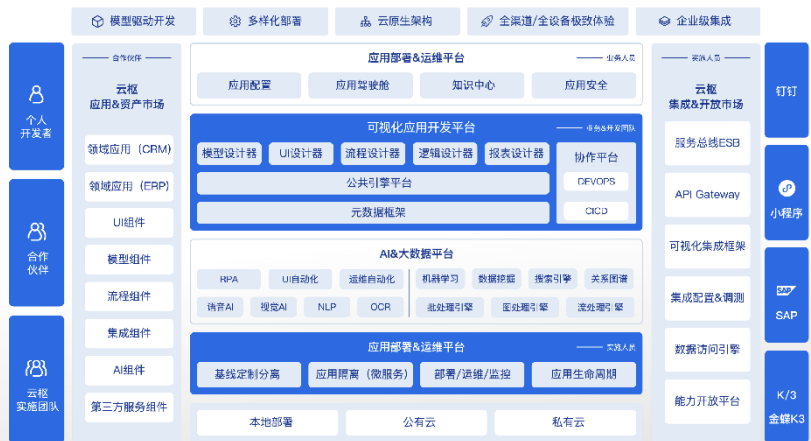 模型驱动开发
多样化部署
云原生架构
全渠道/全设备极致体验
企业级集成
个人
开发者
合作
伙伴
云枢
实施团队
合作伙伴
云枢
应用&资产市场
领域应用（CRM）
领域应用（ERP）
UI组件
模型组件
流程组件
集成组件
AI组件
第三方服务组件
应用部署&运维平台
业务人员
应用配置
应用驾驶舱
知识中心
应用安全
可视化应用开发平台
业务&开发团队
模型设计器
UI设计器
流程设计器
逻辑设计器
报表设计器
公共引擎平台
元数据框架
协作平台
DEVOPS
CICD
AI&大数据平台
RPA
UI自动化
运维自动化
机器学习
数据挖掘
搜索引擎
关系图谱
语音AI
视觉AI
NLP
OCR
批处理引擎
图处理引擎
流处理引擎
应用部署&运维平台
实施人员
基线定制分离
应用隔离（微服务）
部署/运维/监控
应用生命周期
本地部署
公有云
私有云
实施人员
云枢
集成&开放市场
服务总线ESB
API Gateway
可视化集成框架
集成配置&调测
数据访问引擎
能力开放平台
钉钉
小程序
SAP
SAP
K/3
金蝶K3